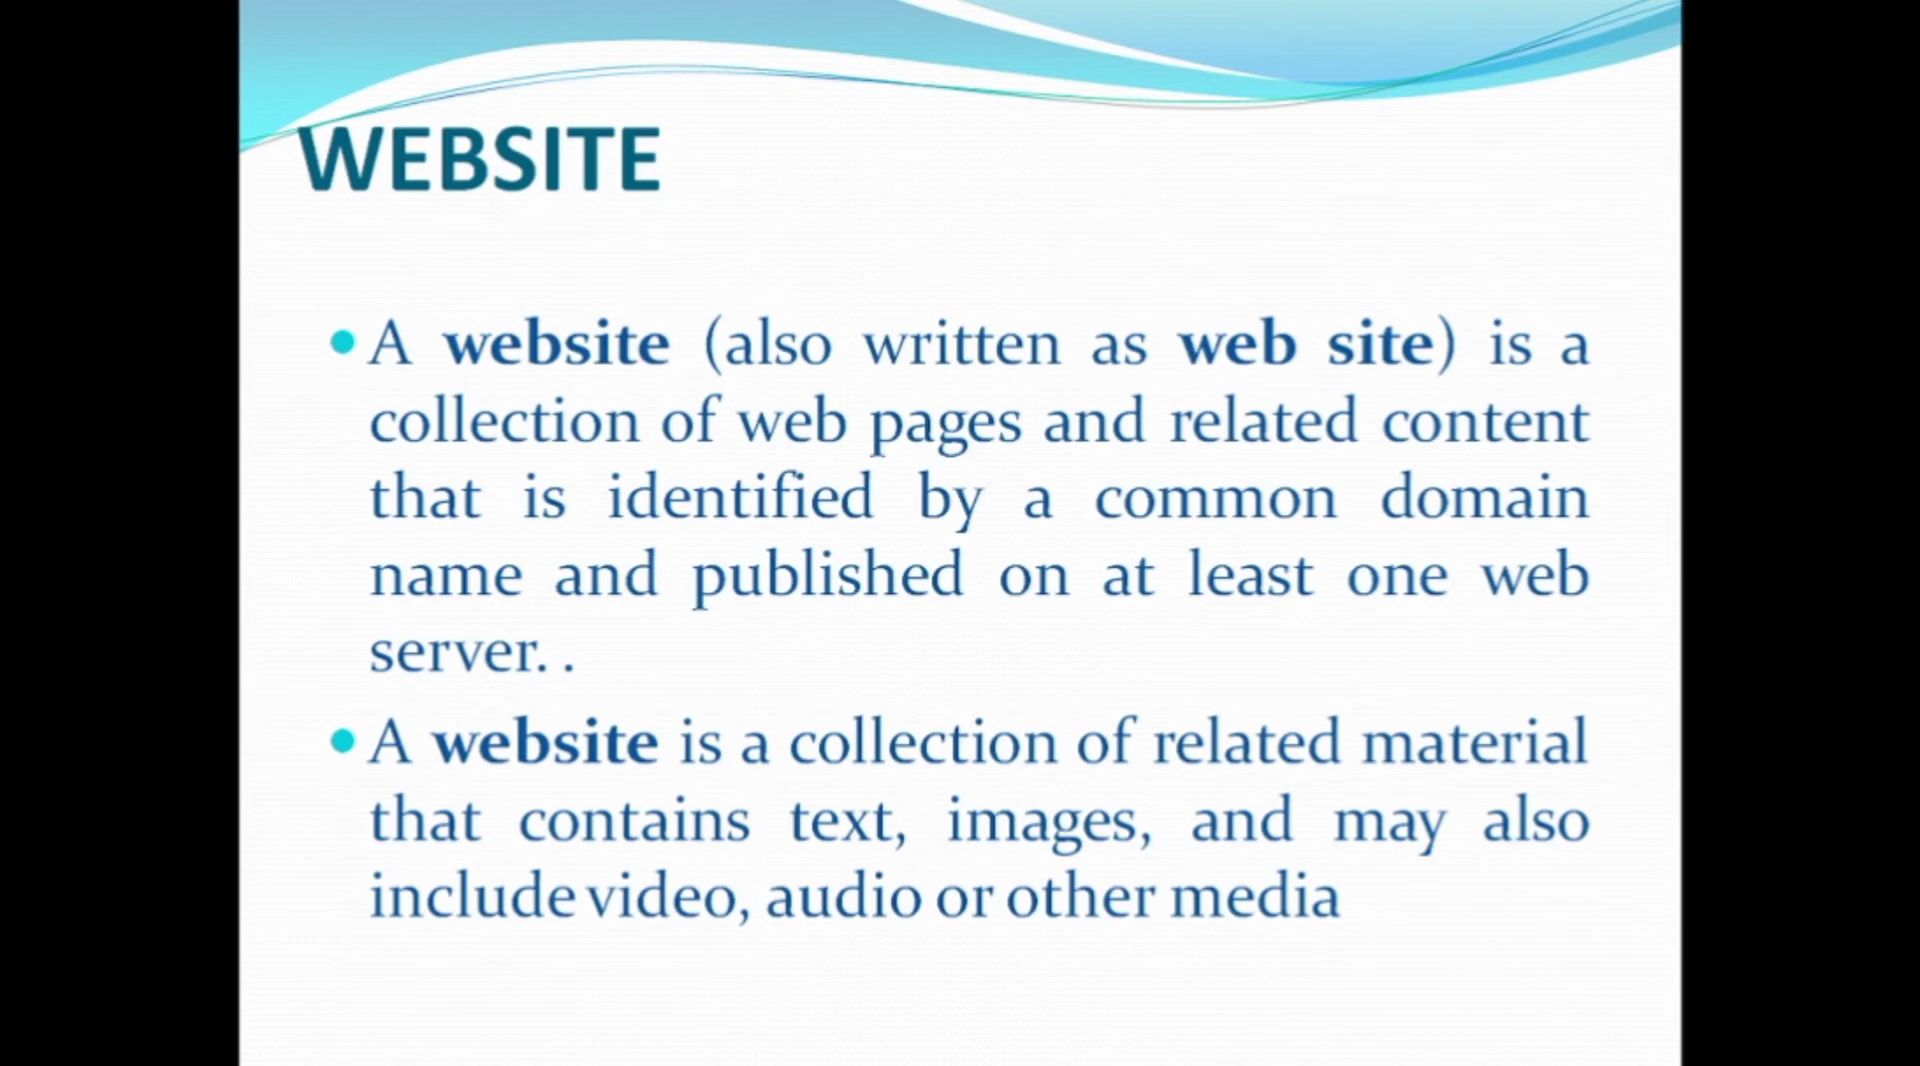 WEBSITE
A website (also written as web site) is a
collection of web pages and related content
that is identified by a common domain
name and published on at least one web
server. .
A website is a collection of related material
that contains text, images, and may also
include video, audio or other media